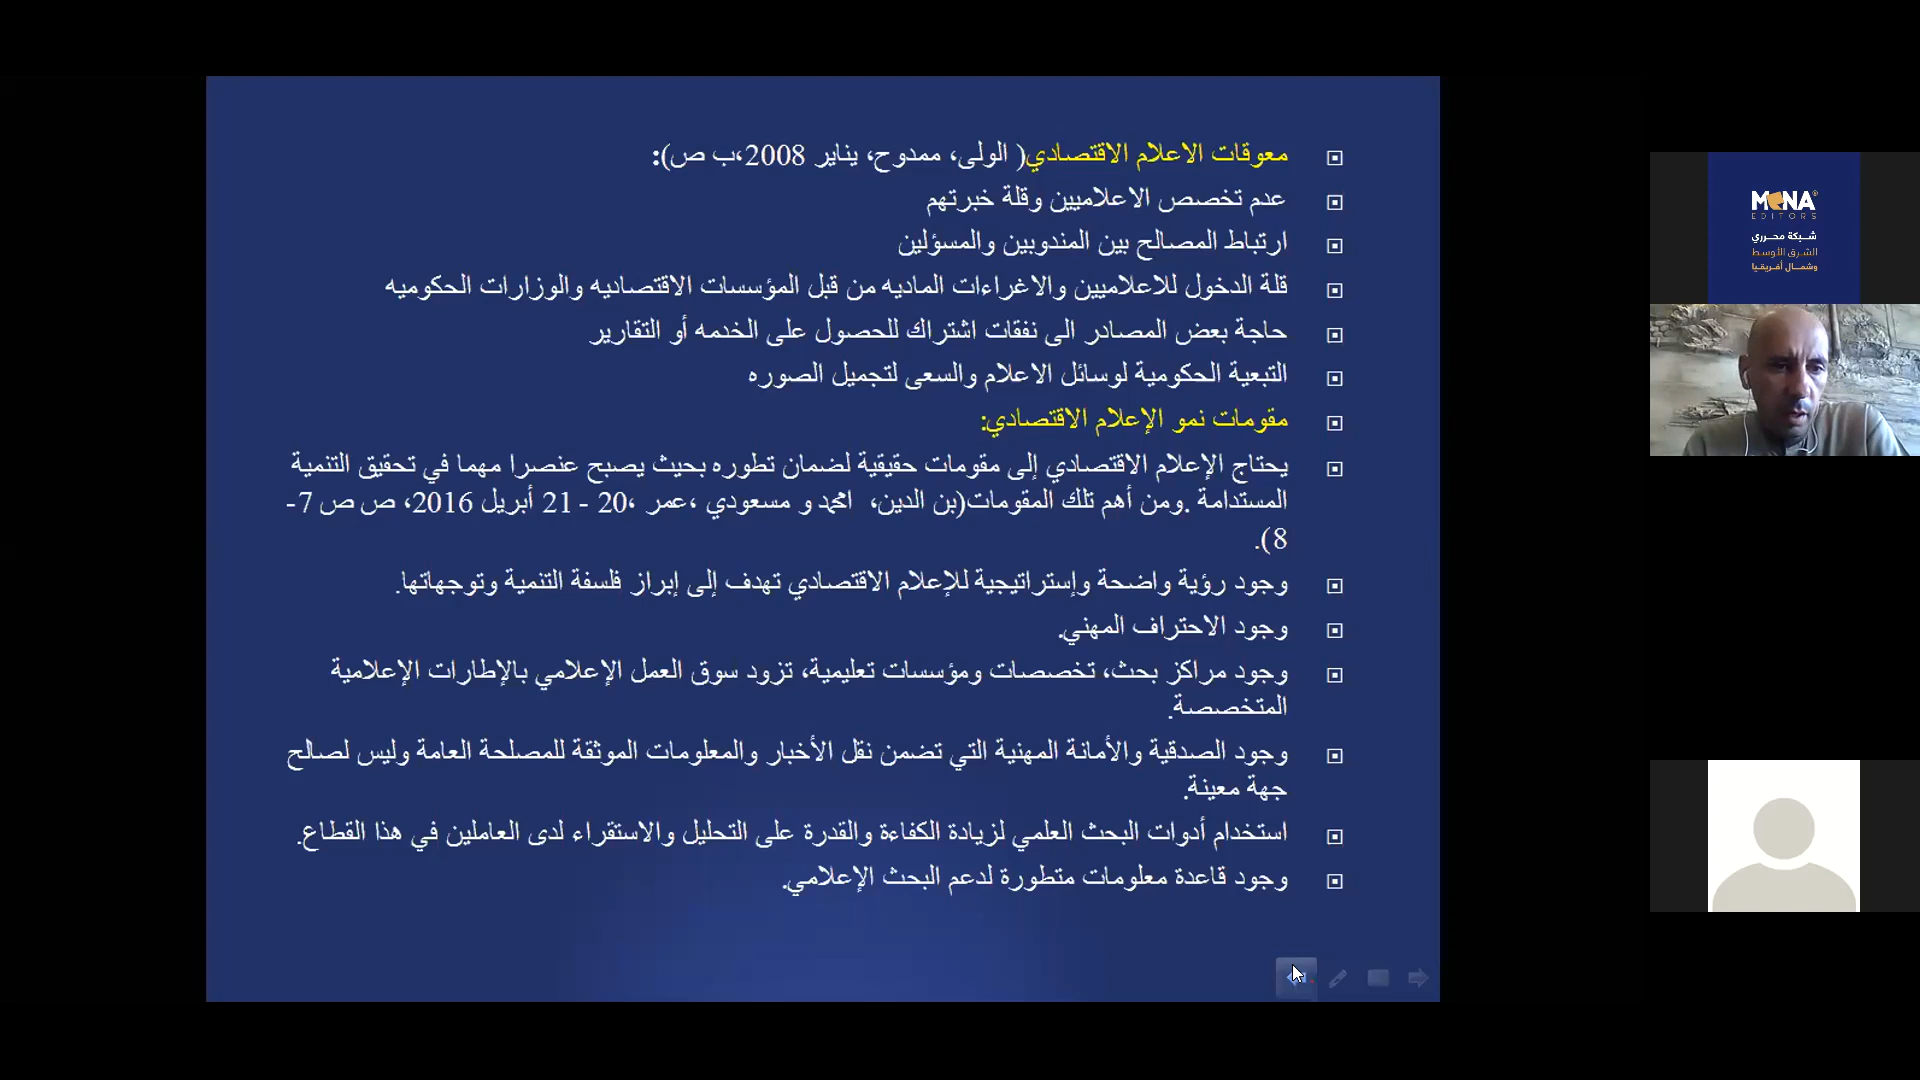 معوقات الاعلام الاقتصادي( الولى، ممدوح، يناير 2008،ب ص):
عدم تخصص الاعلاميين وقلة خبرتهم
ارتباط المصالح بين المندوبين والمسؤلين
قلة الدخول للاعلاميين والاغراءات الماديه من قبل المؤسسات الاقتصاديه والوزارات الحكوميه
حاجة بعض المصادر الى نفقات اشتراك للحصول على الخدمه أو التقارير
التبعية الحكومية لوسائل الاعلام والسعى لتجميل الصوره
مقومات نمو الإعلام الاقتصادي:
يحتاج الإعلام الاقتصادي إلى مقومات حقيقية لضمان تطوره بحيث يصبح عنصرا مهما في تحقيق التنمية
المستدامة .ومن أهم تلك المقومات(بن الدين، امحمد و مسعودي ،عمر ،20 - 21 أبريل 2016، ص ص 7-
8).
وجود رؤية واضحة وإستراتيجية للإعلام الاقتصادي تهدف إلى إبراز فلسفة التنمية وتوجهاتها.
وجود الاحتراف المهني.
وجود مراكز بحث، تخصصات ومؤسسات تعليمية، تزود سوق العمل الإعلامي بالإطارات الإعلامية
المتخصصة.
وجود الصدقية والأمانة المهنية التي تضمن نقل الأخبار والمعلومات الموثقة للمصلحة العامة وليس لصالح
جهة معينة.
استخدام أدوات البحث العلمي لزيادة الكفاءة والقدرة على التحليل والاستقراء لدى العاملين في هذا القطاع.
وجود قاعدة معلومات متطورة لدعم البحث الإعلامي.
MENA
EDITORS
شبكة محرري
الشرق الأوسط
وشمال أفريقيا